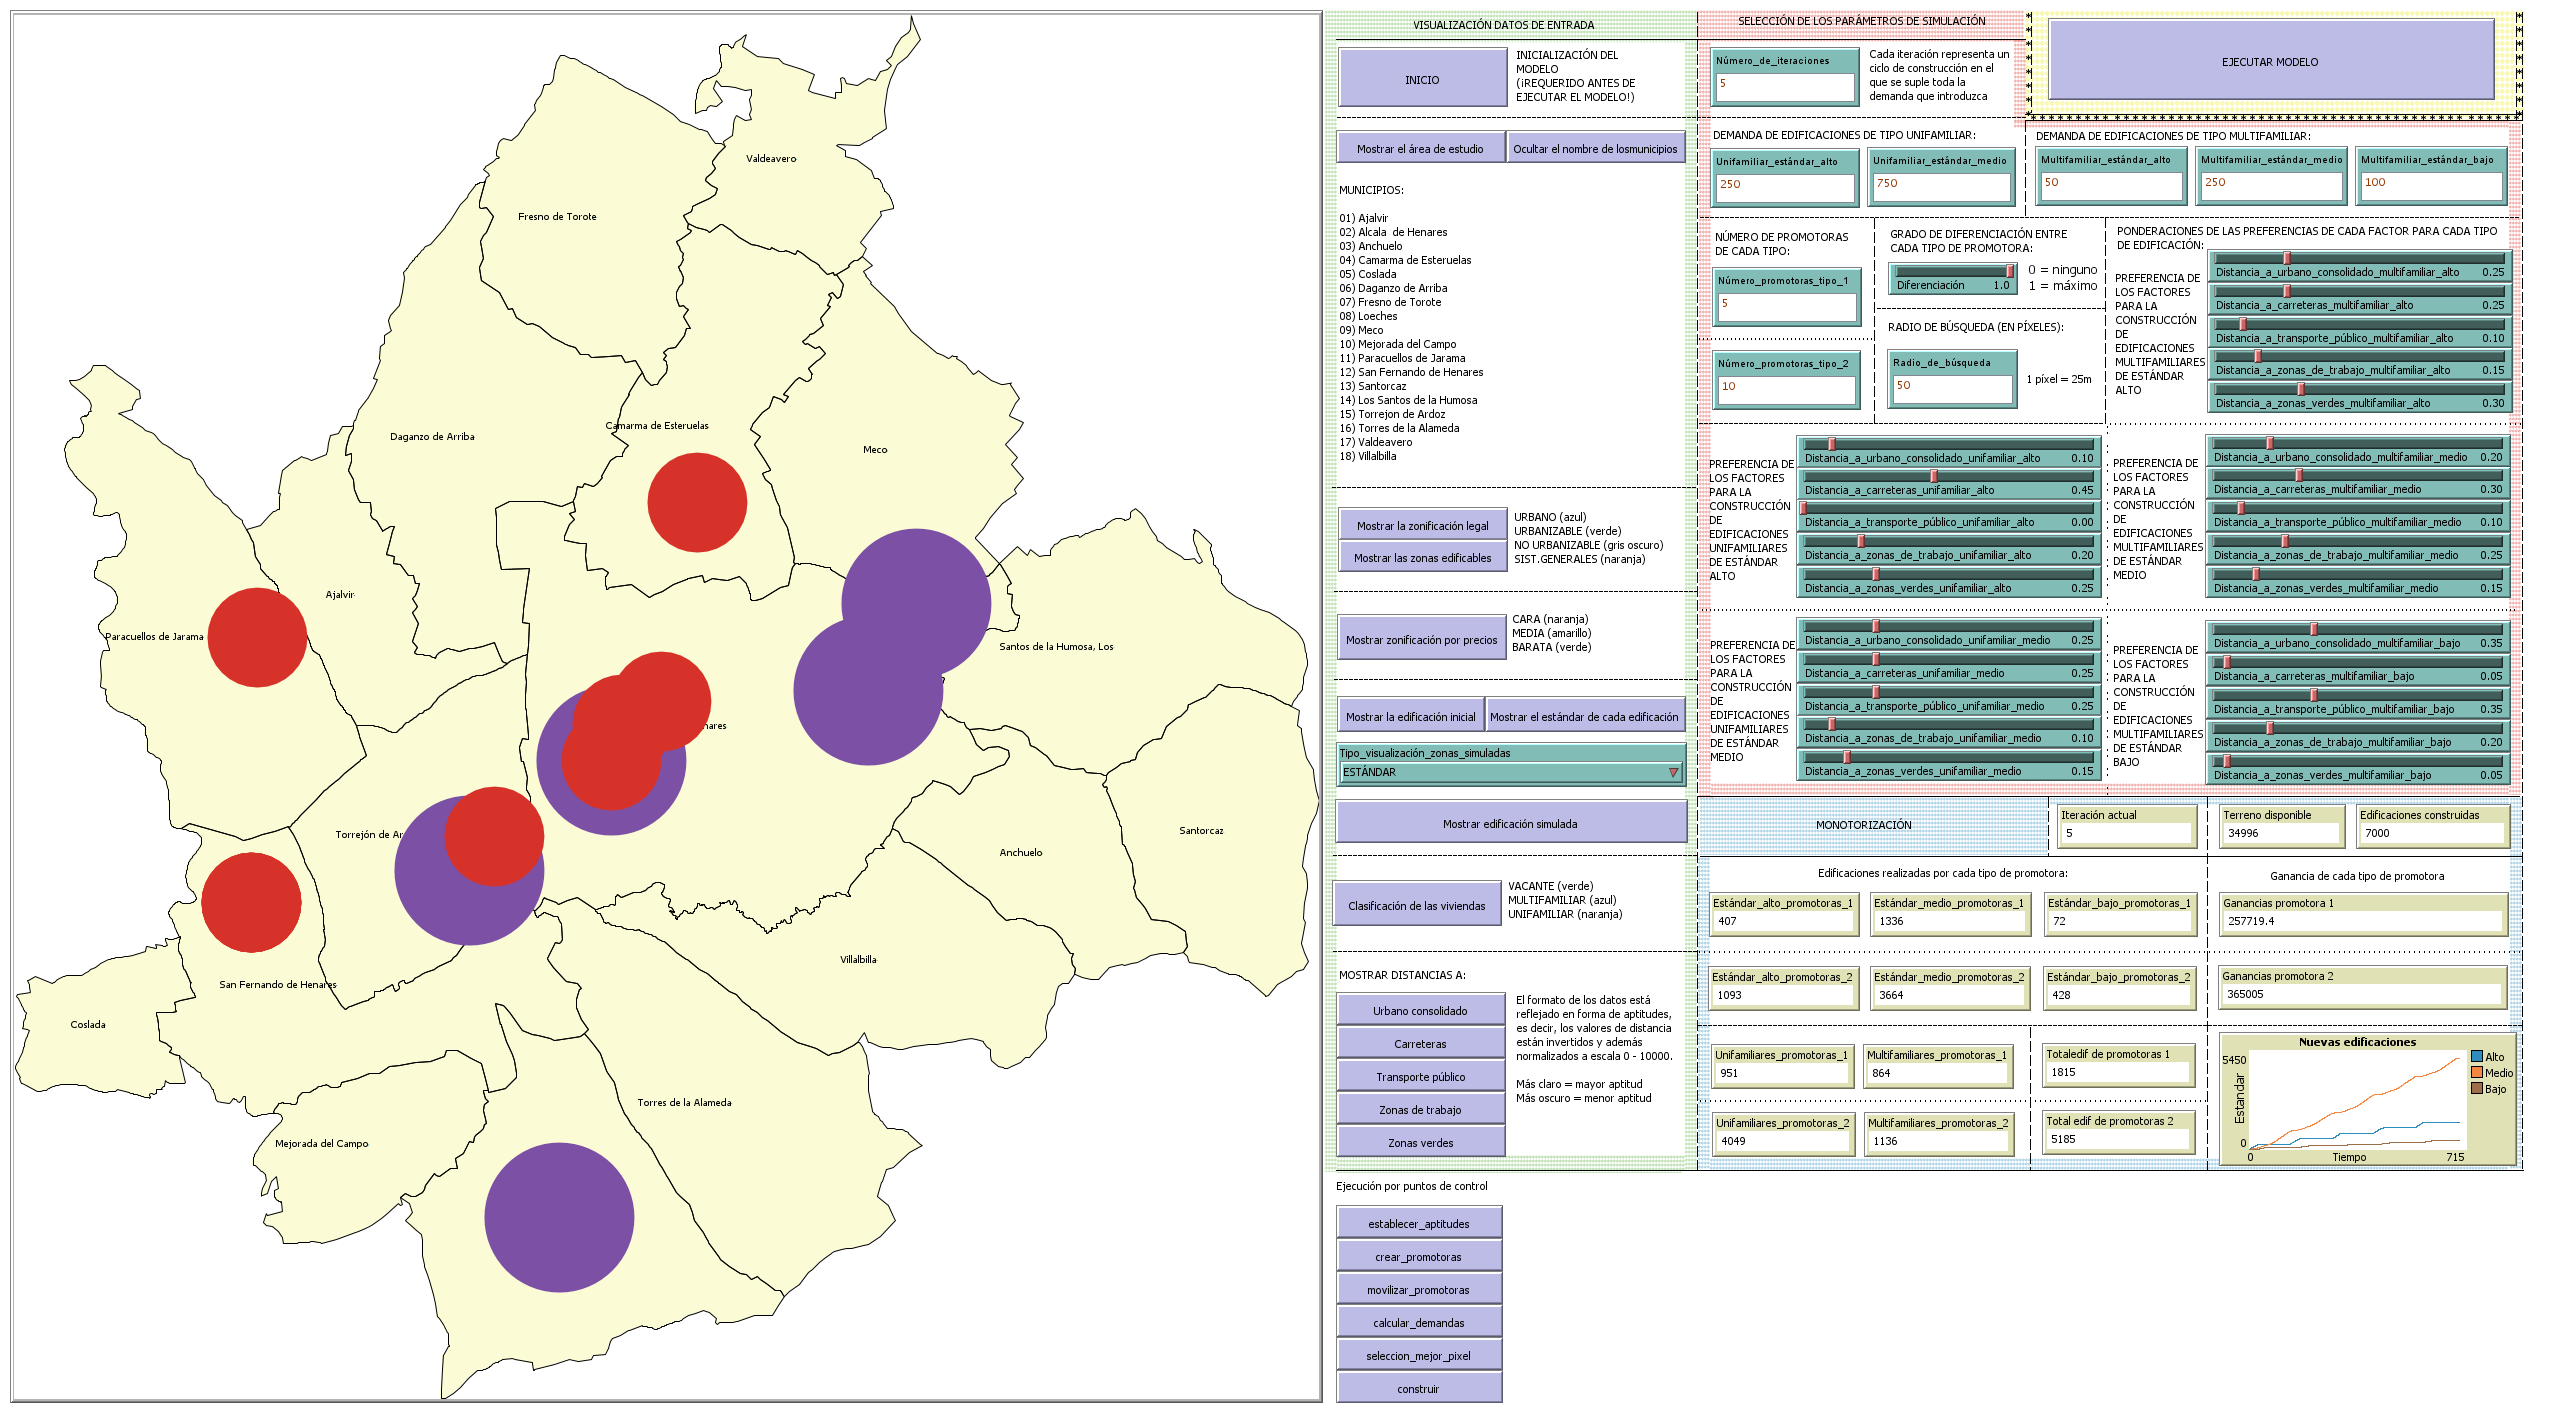 Valdeavero
Fresno de Torote
Daganzo de Arriba
Camarma de Esteruelas
Meco
Ajalvir
Paracuellos de Jarama
Santos de la Humosa, Los
nares
Torrejón de Ar
Santorcaz
Anchuelo
Villalbilla
San Fernando de Henares
Coslada
Torres de la Alameda
Mejorada del Campo
VISUALIZACIÓN DATOS DE ENTRADA
INICIO
INICIALIZACIÓN DEL
MODELO
(¡REQUERIDO ANTES DE
EJECUTAR EL MODELO!)
Mostrar el área de estudio
Ocultar el nombre de losmunicipios
MUNICIPIOS:
01) Ajalvir
02) Alcala  de Henares
03) Anchuelo
04) Camarma de Esteruelas
05) Coslada
06) Daganzo de Arriba
07) Fresno de Torote
08) Loeches
09) Meco
10) Mejorada del Campo
11) Paracuellos de Jarama
12) San Fernando de Henares
13) Santorcaz
14) Los Santos de la Humosa
15) Torrejon de Ardoz
16) Torres de la Alameda
17) Valdeavero
18) Villalbilla
Mostrar la zonificación legal
Mostrar las zonas edificables
URBANO (azul)
URBANIZABLE (verde)
NO URBANIZABLE (gris oscuro)
SIST.GENERALES (naranja)
Mostrar zonificación por precios
CARA (naranja)
MEDIA (amarillo)
BARATA (verde)
Mostrar la edificación inicial
Mostrar el estándar de cada edificación
Tipo_visualización_zonas_simuladas
ESTÁNDAR
Mostrar edificación simulada
Clasificación de las viviendas
VACANTE (verde)
MULTIFAMILIAR (azul)
UNIFAMILIAR (naranja)
MOSTRAR DISTANCIAS A:
Urbano consolidado
Carreteras
Transporte público
Zonas de trabajo
Zonas verdes
El formato de los datos está
reflejado en forma de aptitudes,
es decir, los valores de distancia
están invertidos y además
normalizados a escala 0 - 10000.
Más claro = mayor aptitud
Más oscuro = menor aptitud
Ejecución por puntos de control
establecer_aptitudes
crear_promotoras
movilizar_promotoras
calcular_demandas
seleccion_mejor_pixel
construir
SELECCIÓN DE LOS PARÁMETROS DE SIMULACIÓN
Número_de_iteraciones
5
Cada iteración representa un
ciclo de construcción en el
que se suple toda la
demanda que introduzca
EJECUTAR MODELO
DEMANDA DE EDIFICACIONES DE TIPO UNIFAMILIAR:
Unifamiliar_estándar_alto
250
Unifamiliar_estándar_medio
750
DEMANDA DE EDIFICACIONES DE TIPO MULTIFAMILIAR:
Multifamiliar_estándar_alto
50
Multifamiliar_estándar_medio
250
Multifamiliar_estándar_bajo
100
NÚMERO DE PROMOTORAS
DE CADA TIPO:
Número_promotoras_tipo_1
5
Número_promotoras_tipo_2
10
GRADO DE DIFERENCIACIÓN ENTRE
CADA TIPO DE PROMOTORA:
Diferenciación 1.0
0 = ninguno
1 = máximo
RADIO DE BÚSQUEDA (EN PÍXELES):
Radio_de_búsqueda
50
1 píxel = 25m
PONDERACIONES DE LAS PREFERENCIAS DE CADA FACTOR PARA CADA TIPO
DE EDIFICACIÓN:
PREFERENCIA DE
LOS FACTORES
PARA LA
CONSTRUCCIÓN
DE
EDIFICACIONES
MULTIFAMILIARES
DE ESTÁNDAR
ALTO
Distancia_a_urbano_consolidado_multifamiliar_alto 0.25
Distancia_a_carreteras_multifamiliar_alto 0.25
Distancia_a_transporte_público_multifamiliar_alto 0.10
Distancia_a_zonas_de_trabajo_multifamiliar_alto 0.15
Distancia_a_zonas_verdes_multifamiliar_alto 0.30
PREFERENCIA DE
LOS FACTORES
PARA LA
CONSTRUCCIÓN
DE
EDIFICACIONES
UNIFAMILIARES
DE ESTÁNDAR
ALTO
Distancia_a_urbano_consolidado_unifamiliar_alto 0.10
Distancia_a_carreteras_unifamiliar_alto 0.45
Distancia_a_transporte_público_unifamiliar_alto 0.00
Distancia_a_zonas_de_trabajo_unifamiliar_alto 0.20
Distancia_a_zonas_verdes_unifamiliar_alto 0.25
PREFERENCIA DE
LOS FACTORES
PARA LA
CONSTRUCCIÓN
DE
EDIFICACIONES
MULTIFAMILIARES
DE ESTÁNDAR
MEDIO
Distancia_a_urbano_consolidado_multifamiliar_medio 0.20
Distancia_a_carreteras_multifamiliar_medio 0.30
Distancia_a_transporte_público_multifamiliar_medio 0.10
Distancia_a_zonas_de_trabajo_multifamiliar_medio 0.25
Distancia_a_zonas_verdes_multifamiliar_medio 0.15
PREFERENCIA DE
LOS FACTORES
PARA LA
CONSTRUCCIÓN
DE
EDIFICACIONES
UNIFAMILIARES
DE ESTÁNDAR
MEDIO
Distancia_a_urbano_consolidado_unifamiliar_medio 0.25
Distancia_a_carreteras_unifamiliar_medio 0.25
Distancia_a_transporte_público_unifamiliar_medio 0.25
Distancia_a_zonas_de_trabajo_unifamiliar_medio 0.10
Distancia_a_zonas_verdes_unifamiliar_medio 0.15
PREFERENCIA DE
LOS FACTORES
PARA LA
CONSTRUCCIÓN
DE
EDIFICACIONES
MULTIFAMILIARES
DE ESTÁNDAR
BAJO
Distancia_a_urbano_consolidado_multifamiliar_bajo 0.35
Distancia_a_carreteras_multifamiliar_bajo 0.05
Distancia_a_transporte_público_multifamiliar_bajo 0.35
Distancia_a_zonas_de_trabajo_multifamiliar_bajo 0.20
Distancia_a_zonas_verdes_multifamiliar_bajo 0.05
MONOTORIZACIÓN
Iteración actual
5
Terreno disponible
34996
Edificaciones construidas
7000
Edificaciones realizadas por cada tipo de promotora:
Ganancia de cada tipo de promotora
Estándar_alto_promotoras_1
407
Estándar_medio_promotoras_1
1336
Estándar_bajo_promotoras_1
72
Ganancias promotora 1
257719.4
Estándar_alto_promotoras_2
1093
Estándar_medio_promotoras_2
3664
Estándar_bajo_promotoras_2
428
Ganancias promotora 2
365005
Unifamiliares_promotoras_1
951
Multifamiliares_promotoras_1
864
Totaledif de promotoras 1
1815
Unifamiliares_promotoras_2
4049
Multifamiliares_promotoras_2
1136
Total edif de promotoras 2
5185
Nuevas edificaciones
5450
Estandar
0
0
Tiempo
715
Alto
Medio
Bajo